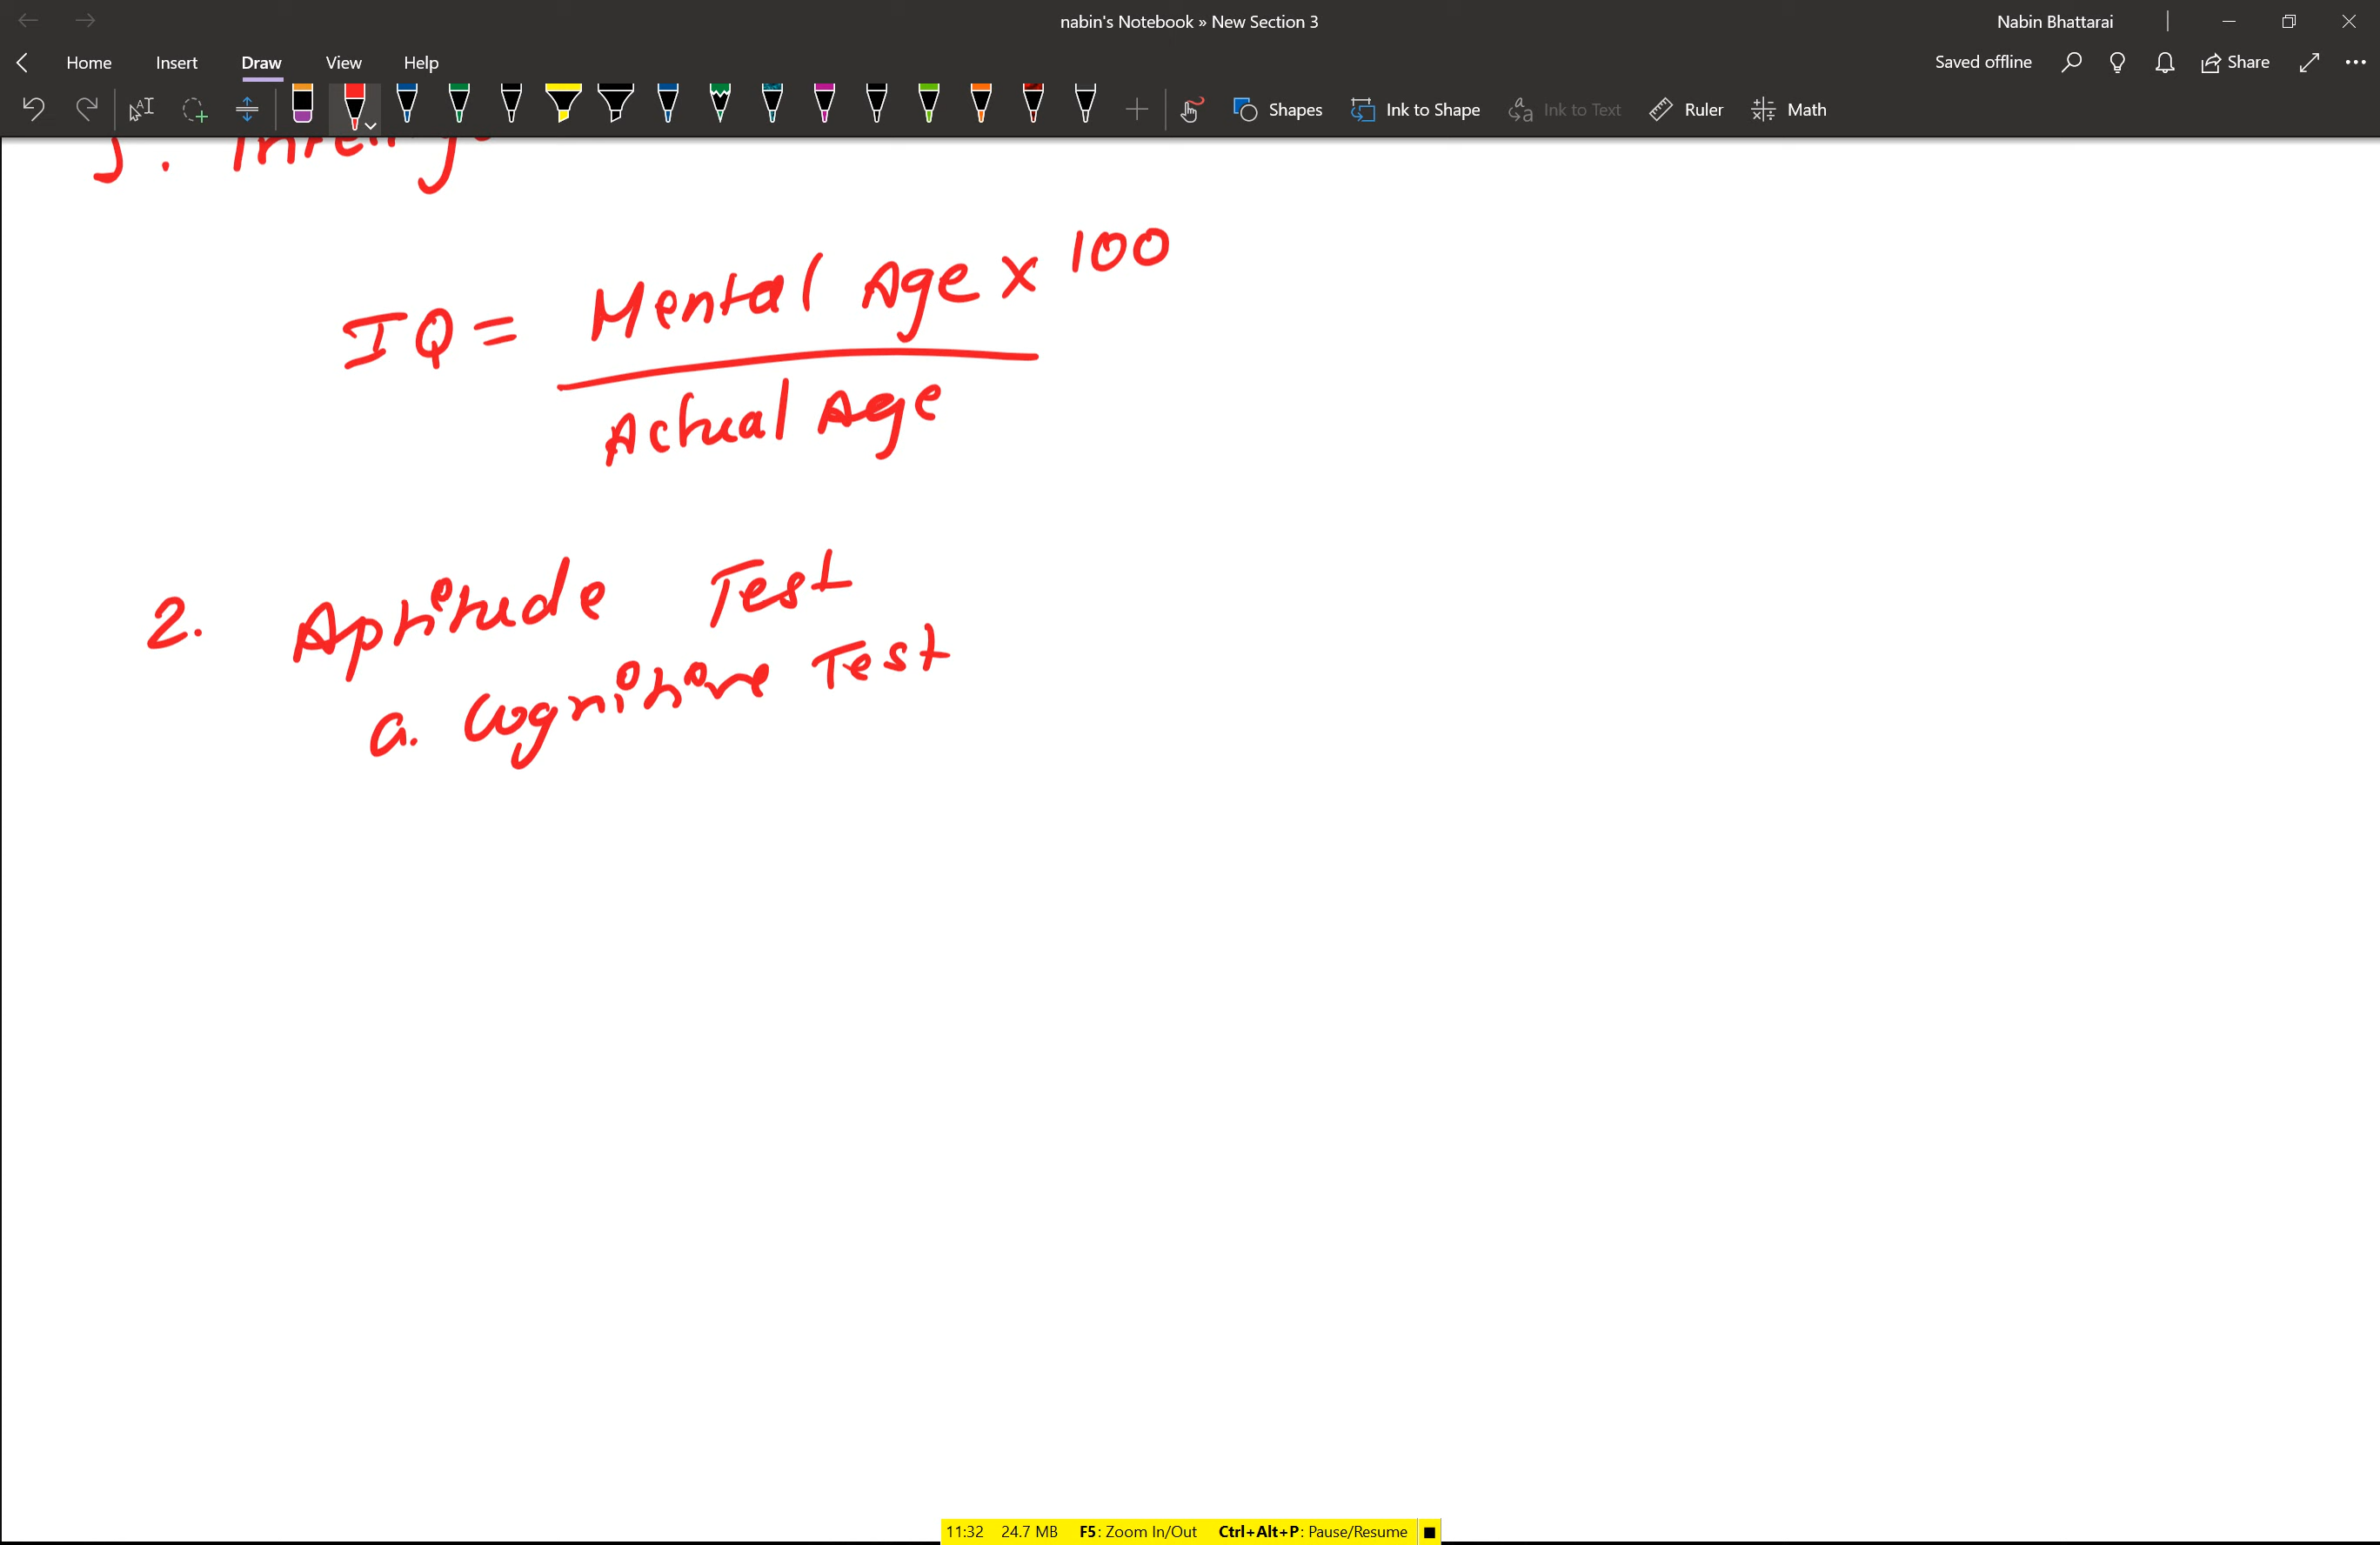 nabin's Notebook » New Section 3
Nabin Bhattarai
Home Insert Draw View Help
Saved offline
Share
Shapes
Ink to Shape
Ink to Text
Ruler
Math
IQ = Mental Age × 100
Actual Age
2. Aptitude Test
a. Cognitive Test
11:32 24.7 MB F5: Zoom In/Out Ctrl+Alt+P: Pause/Resume